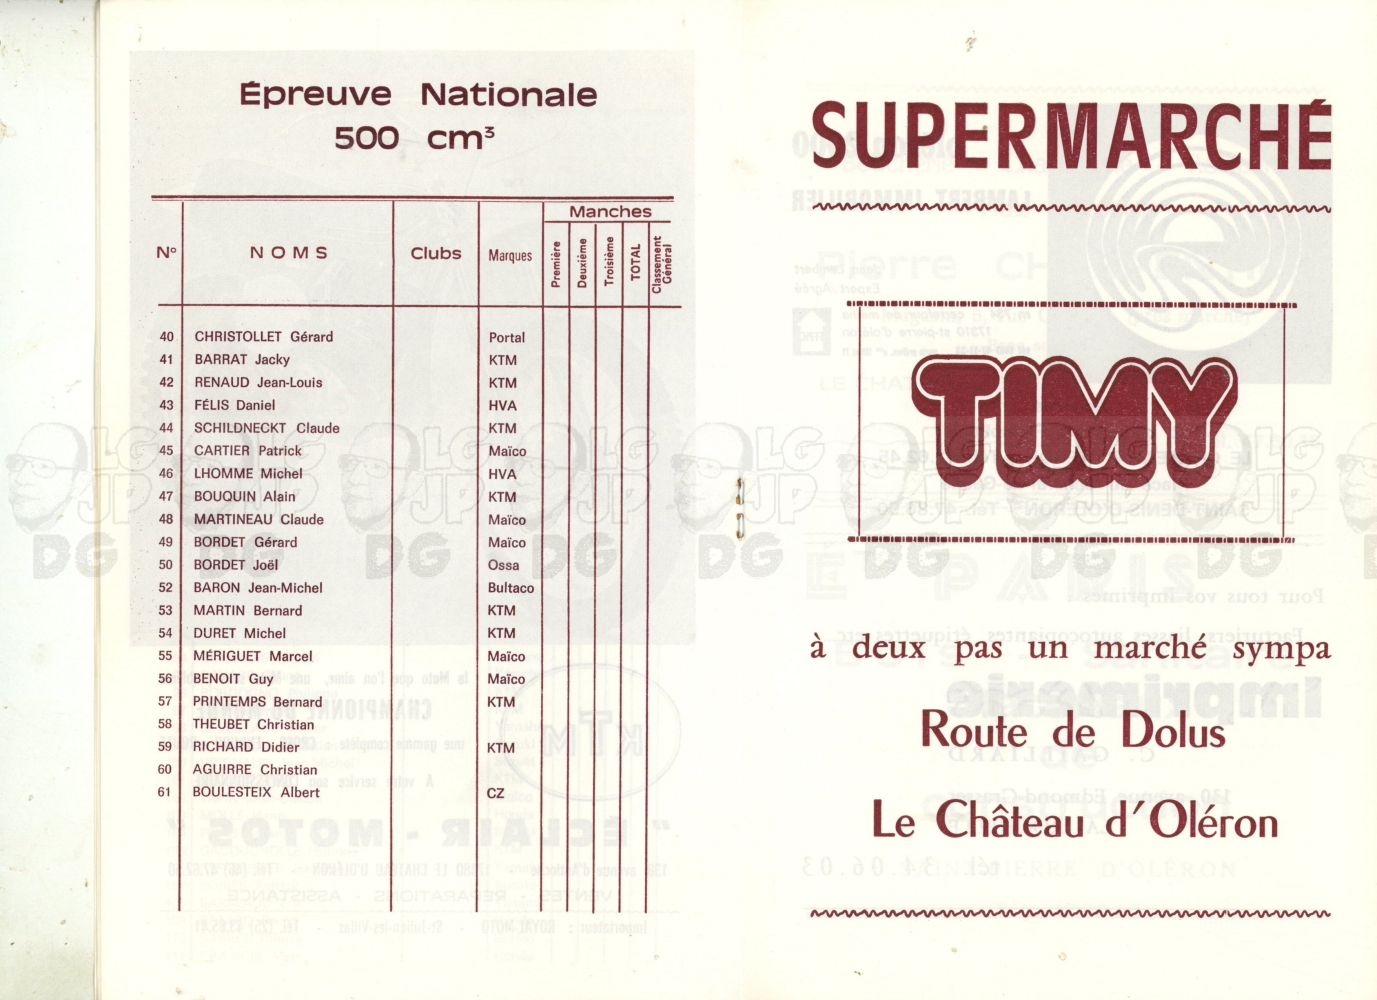 Épreuve Nationale
500 cm³
Nº NOMS Clubs Marques Manches
Première Deuxième Troisième TOTAL Classement Général
40 CHRISTOLLET Gérard Portal
41 BARRAT Jacky KTM
42 RENAUD Jean-Louis KTM
43 FÉLIS Daniel HVA
44 SCHILDNECKT Claude KTM
45 CARTIER Patrick Maïco
46 LHOMME Michel HVA
47 BOUQUIN Alain KTM
48 MARTINEAU Claude Maïco
49 BORDET Gérard Maïco
50 BORDET Joël Ossa
52 BARON Jean-Michel Bultaco
53 MARTIN Bernard KTM
54 DURET Michel KTM
55 MÉRIGUET Marcel Maïco
56 BENOIT Guy Maïco
57 PRINTEMPS Bernard KTM
58 THEUBET Christian
59 RICHARD Didier KTM
60 AGUIRRE Christian
61 BOULESTEIX Albert CZ
SUPERMARCHÉ
TIMY
à deux pas un marché sympa
Route de Dolus
Le Château d'Oléron
LG JP DG